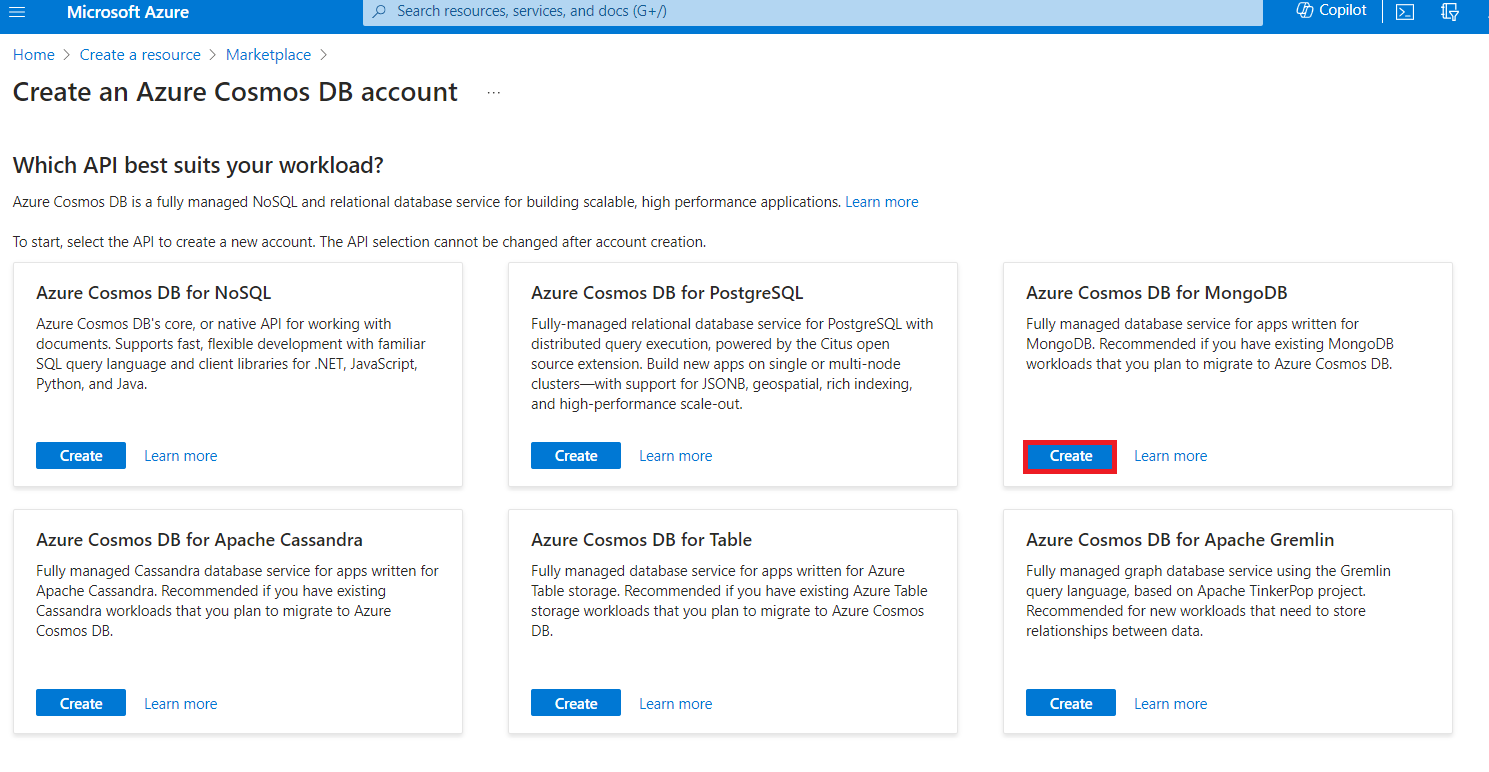 Microsoft Azure
Search resources, services, and docs (G+/)
Copilot
Home > Create a resource > Marketplace >
Create an Azure Cosmos DB account ...
Which API best suits your workload?
Azure Cosmos DB is a fully managed NoSQL and relational database service for building scalable, high performance applications. Learn more
To start, select the API to create a new account. The API selection cannot be changed after account creation.
Azure Cosmos DB for NoSQL
Azure Cosmos DB's core, or native API for working with
documents. Supports fast, flexible development with familiar
SQL query language and client libraries for .NET, JavaScript,
Python, and Java.
Create
Learn more
Azure Cosmos DB for PostgreSQL
Fully-managed relational database service for PostgreSQL with
distributed query execution, powered by the Citus open
source extension. Build new apps on single or multi-node
clusters—with support for JSONB, geospatial, rich indexing,
and high-performance scale-out.
Create
Learn more
Azure Cosmos DB for MongoDB
Fully managed database service for apps written for
MongoDB. Recommended if you have existing MongoDB
workloads that you plan to migrate to Azure Cosmos DB.
Create
Learn more
Azure Cosmos DB for Apache Cassandra
Fully managed Cassandra database service for apps written for
Apache Cassandra. Recommended if you have existing
Cassandra workloads that you plan to migrate to Azure
Cosmos DB.
Create
Learn more
Azure Cosmos DB for Table
Fully managed database service for apps written for Azure
Table storage. Recommended if you have existing Azure Table
storage workloads that you plan to migrate to Azure Cosmos
DB.
Create
Learn more
Azure Cosmos DB for Apache Gremlin
Fully managed graph database service using the Gremlin
query language, based on Apache TinkerPop project.
Recommended for new workloads that need to store
relationships between data.
Create
Learn more